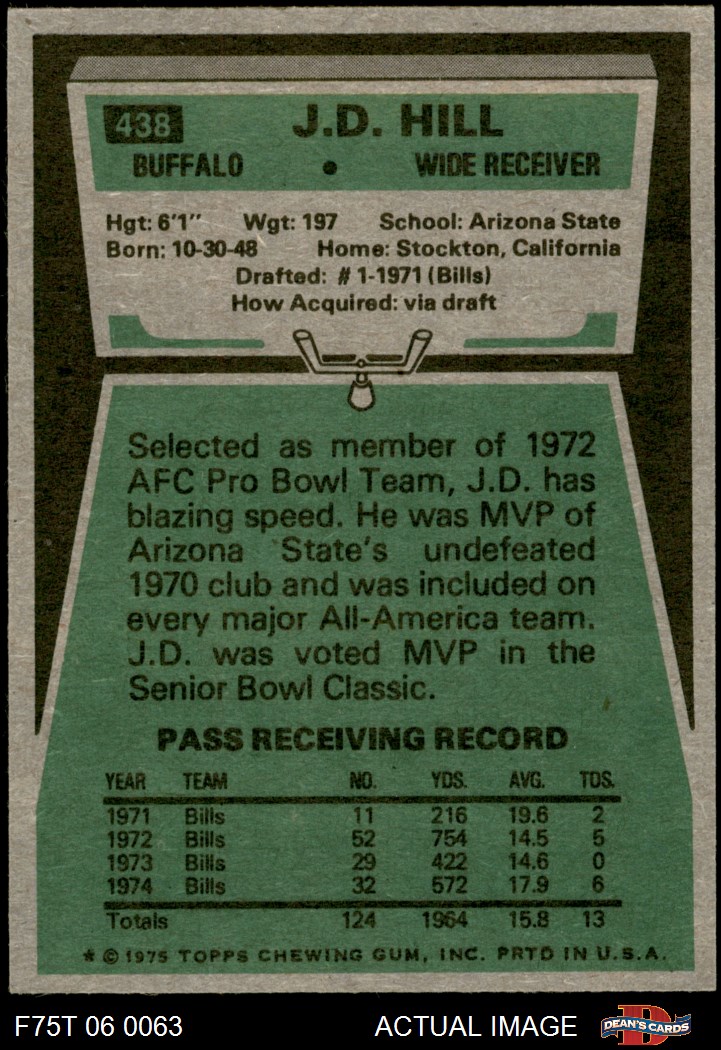 438
J.D. HILL
BUFFALO • WIDE RECEIVER
Hgt: 6'1" Wgt: 197 School: Arizona State
Born: 10-30-48 Home: Stockton, California
Drafted: # 1-1971 (Bills)
How Acquired: via draft
Selected as member of 1972
AFC Pro Bowl Team, J.D. has
blazing speed. He was MVP of
Arizona State's undefeated
1970 club and was included on
every major All-America team.
J.D. was voted MVP in the
Senior Bowl Classic.
PASS RECEIVING RECORD
YEAR TEAM NO. YDS. AVG. TDS.
1971 Bills 11 216 19.6 2
1972 Bills 52 754 14.5 5
1973 Bills 29 422 14.6 0
1974 Bills 32 572 17.9 6
Totals 124 1964 15.8 13
* © 1975 TOPPS CHEWING GUM, INC. PRTD IN U.S.A.
F75T 06 0063 ACTUAL IMAGE D DEAN'S CARDS